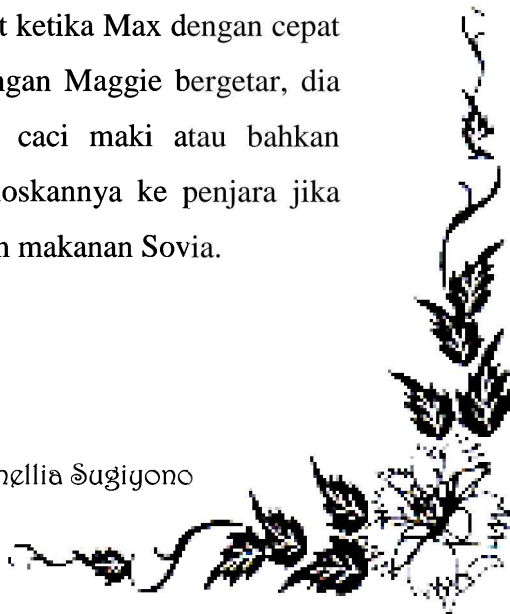 t ketika Max dengan cepat
ngan Maggie bergetar, dia
caci maki atau bahkan
loskannya ke penjara jika
n makanan Sovia.
nellia Sugiyono